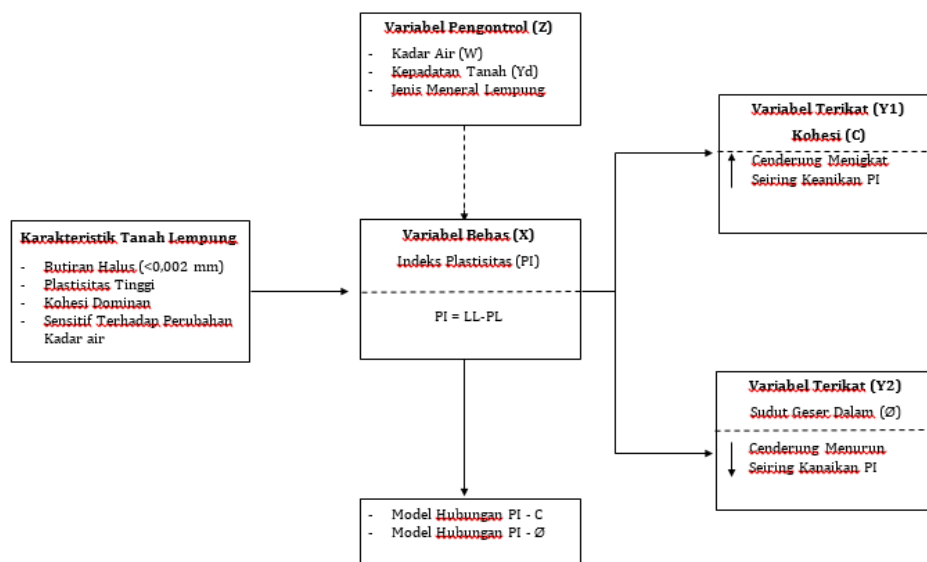 Variabel Pengontrol (Z)
- Kadar Air (W)
- Kepadatan Tanah (Yd)
- Jenis Meneral Lempung
Variabel Terikat (Y1)
Kohesi (C)
Cenderung Menigkat
Seiring Keanikan PI
Karakteristik Tanah Lempung
- Butiran Halus (<0,002 mm)
- Plastisitas Tinggi
- Kohesi Dominan
- Sensitif Terhadap Perubahan
Kadar air
Variabel Behas (X)
Indeks Plastisitas (PI)
PI = LL-PL
Variabel Terikat (Y2)
Sudut Geser Dalam (Ø)
Cenderung Menurun
Seiring Kanaikan PI
- Model Hubungan PI - C
- Model Hubungan PI - Ø